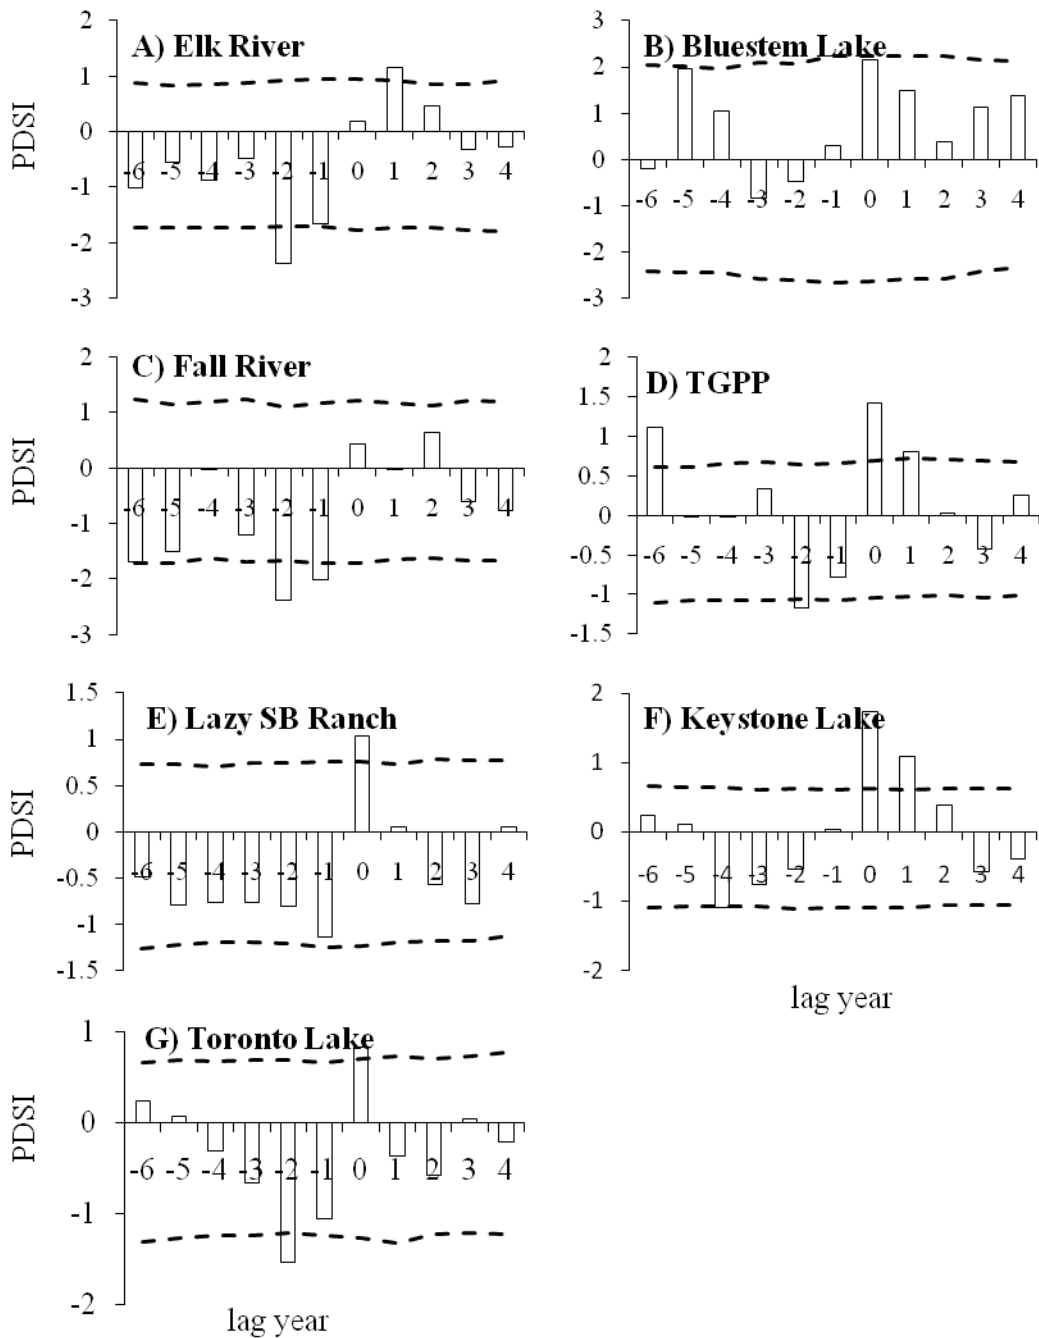 A) Elk River
2
1
0
-1
-2
-3
PDSI
-6 -5 -4 -3 -2 -1 0 1 2 3 4
B) Bluestem Lake
3
2
1
0
-1
-2
-3
-6 -5 -4 -3 -2 -1 0 1 2 3 4
C) Fall River
2
1
0
-1
-2
-3
PDSI
-6 -5 -4 -3 -2 -1 0 1 2 3 4
D) TGPP
2
1.5
1
0.5
0
-0.5
-1
-1.5
-6 -5 -4 -3 -2 -1 0 1 2 3 4
E) Lazy SB Ranch
1.5
1
0.5
0
-0.5
-1
-1.5
PDSI
-6 -5 -4 -3 -2 -1 0 1 2 3 4
F) Keystone Lake
2
1
0
-1
-2
-6 -5 -4 -3 -2 -1 0 1 2 3 4
lag year
G) Toronto Lake
1
0
-1
-2
PDSI
-6 -5 -4 -3 -2 -1 0 1 2 3 4
lag year